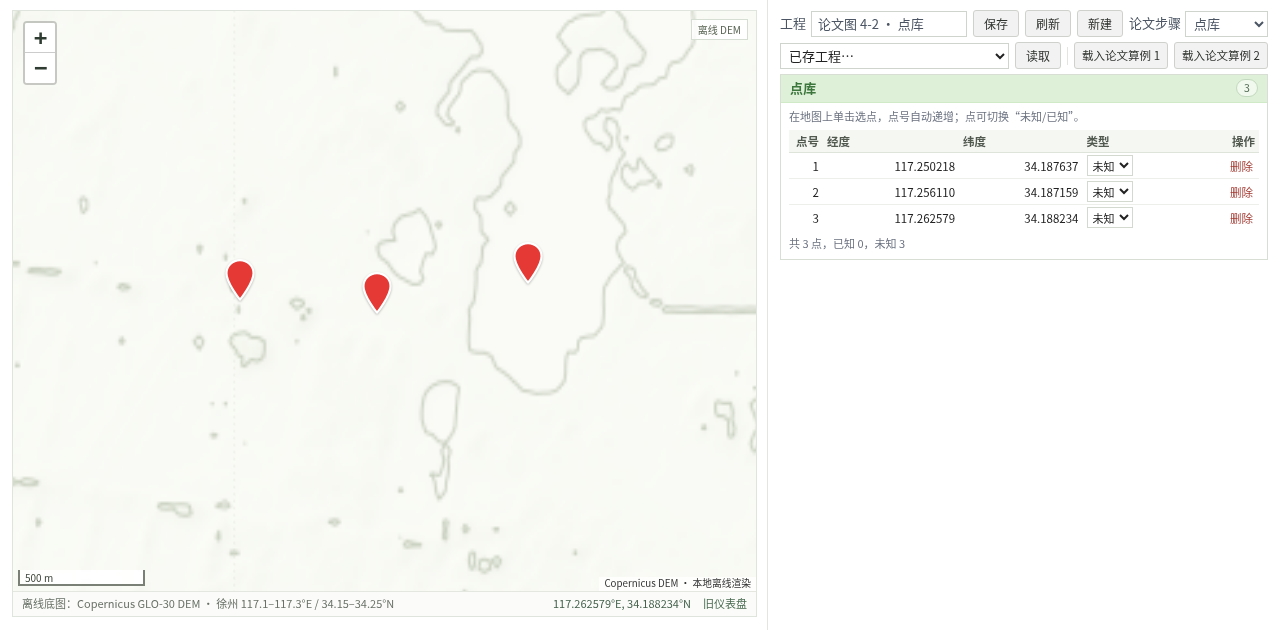 +
−
离线 DEM
500 m
Copernicus DEM · 本地离线渲染
离线底图：Copernicus GLO-30 DEM · 徐州 117.1–117.3°E / 34.15–34.25°N
117.262579°E, 34.188234°N 旧仪表盘
工程 论文图 4-2 · 点库 保存 刷新 新建 论文步骤 点库
已存工程… 读取 载入论文算例 1 载入论文算例 2
点库 3
在地图上单击选点，点号自动递增；点可切换“未知/已知”。
点号 经度 纬度 类型 操作
1 117.250218 34.187637 未知 删除
2 117.256110 34.187159 未知 删除
3 117.262579 34.188234 未知 删除
共 3 点，已知 0，未知 3